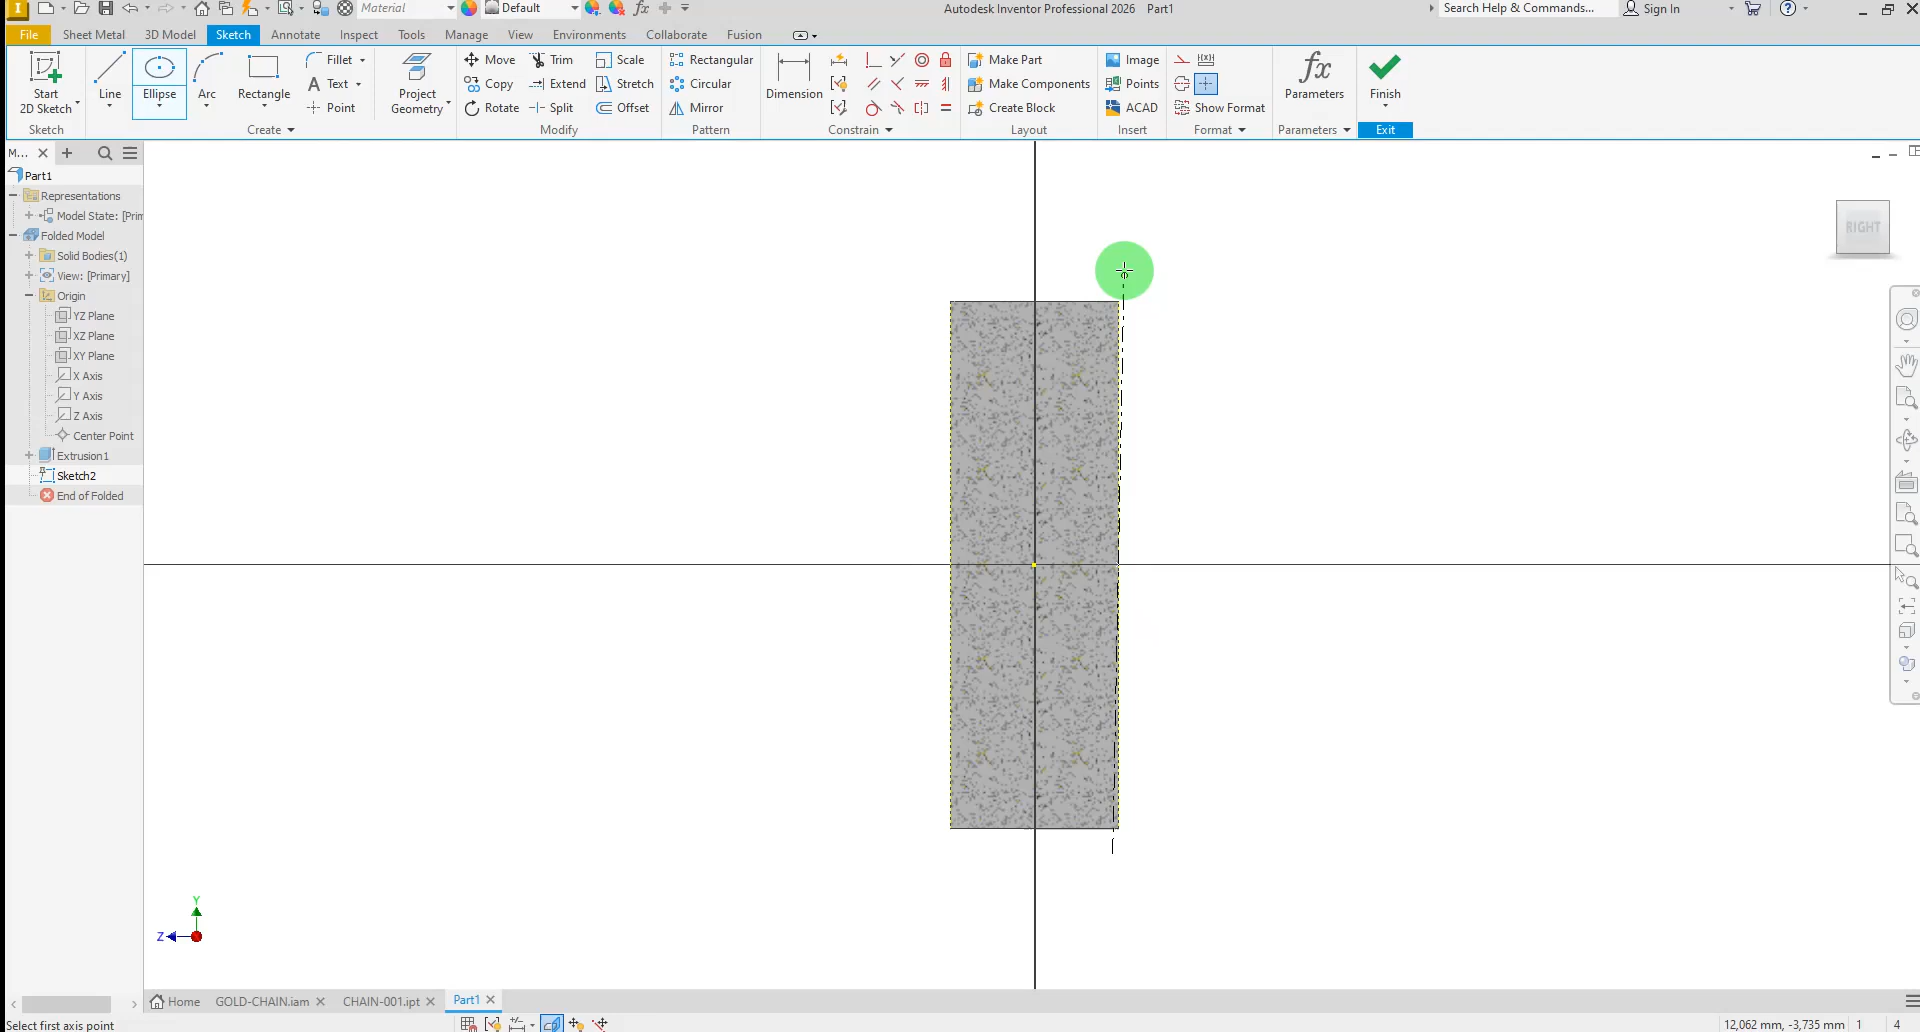 Material
Default
fx
Autodesk Inventor Professional 2026 Part1
Search Help & Commands...
Sign In
File
Sheet Metal
3D Model
Sketch
Annotate
Inspect
Tools
Manage
View
Environments
Collaborate
Fusion
Start
2D Sketch
Line
Ellipse
Arc
Rectangle
Fillet
Text
Point
Project
Geometry
Move
Copy
Rotate
Trim
Extend
Split
Scale
Stretch
Offset
Rectangular
Circular
Mirror
Dimension
Make Part
Make Components
Create Block
Image
Points
ACAD
Show Format
fx
Parameters
Finish
Sketch
Create
Modify
Pattern
Constrain
Layout
Insert
Format
Parameters
Exit
M...
Part1
Representations
Model State: [Prim
Folded Model
Solid Bodies(1)
View: [Primary]
Origin
YZ Plane
XZ Plane
XY Plane
X Axis
Y Axis
Z Axis
Center Point
Extrusion1
Sketch2
End of Folded
RIGHT
Y
Z
Home
GOLD-CHAIN.iam
CHAIN-001.ipt
Part1
Select first axis point
12,062 mm, -3,735 mm 1 4